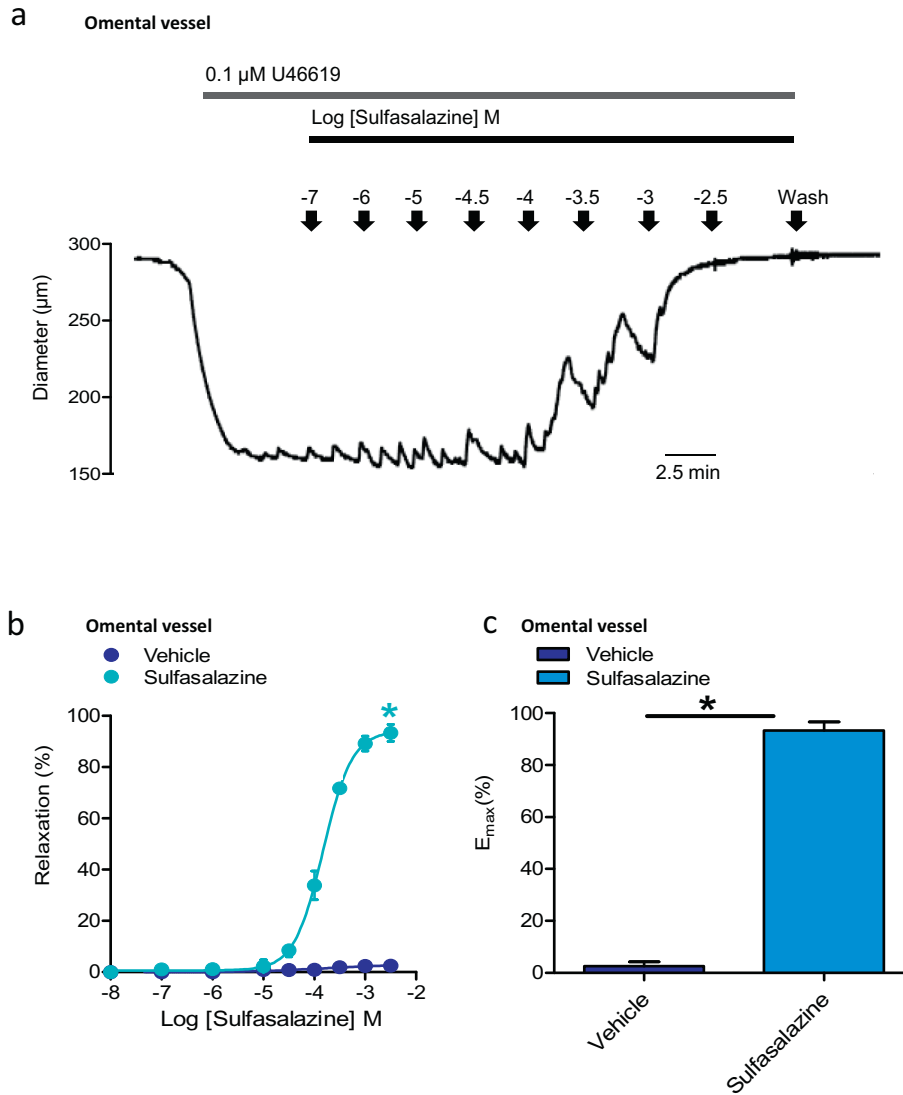 a
Omental vessel
0.1 µM U46619
Log [Sulfasalazine] M
-7 -6 -5 -4.5 -4 -3.5 -3 -2.5 Wash
300
250
200
150
Diameter (µm)
2.5 min
b
Omental vessel
Vehicle
Sulfasalazine
*
100
80
60
40
20
0
Relaxation (%)
-8 -7 -6 -5 -4 -3 -2
Log [Sulfasalazine] M
c
Omental vessel
Vehicle
Sulfasalazine
*
100
80
60
40
20
0
Emax(%)
Vehicle
Sulfasalazine